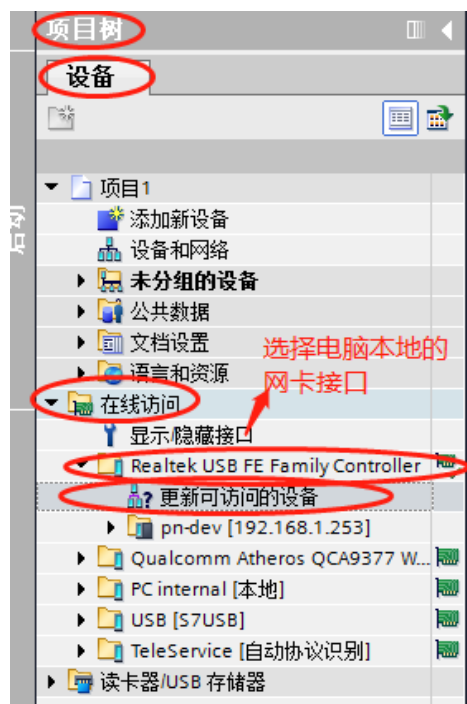 项目树
设备
启动
项目1
添加新设备
设备和网络
未分组的设备
公共数据
文档设置
语言和资源
选择电脑本地的
网卡接口
在线访问
显示/隐藏接口
Realtek USB FE Family Controller
更新可访问的设备
pn-dev [192.168.1.253]
Qualcomm Atheros QCA9377 W...
PC internal [本地]
USB [S7USB]
TeleService [自动协议识别]
读卡器/USB 存储器